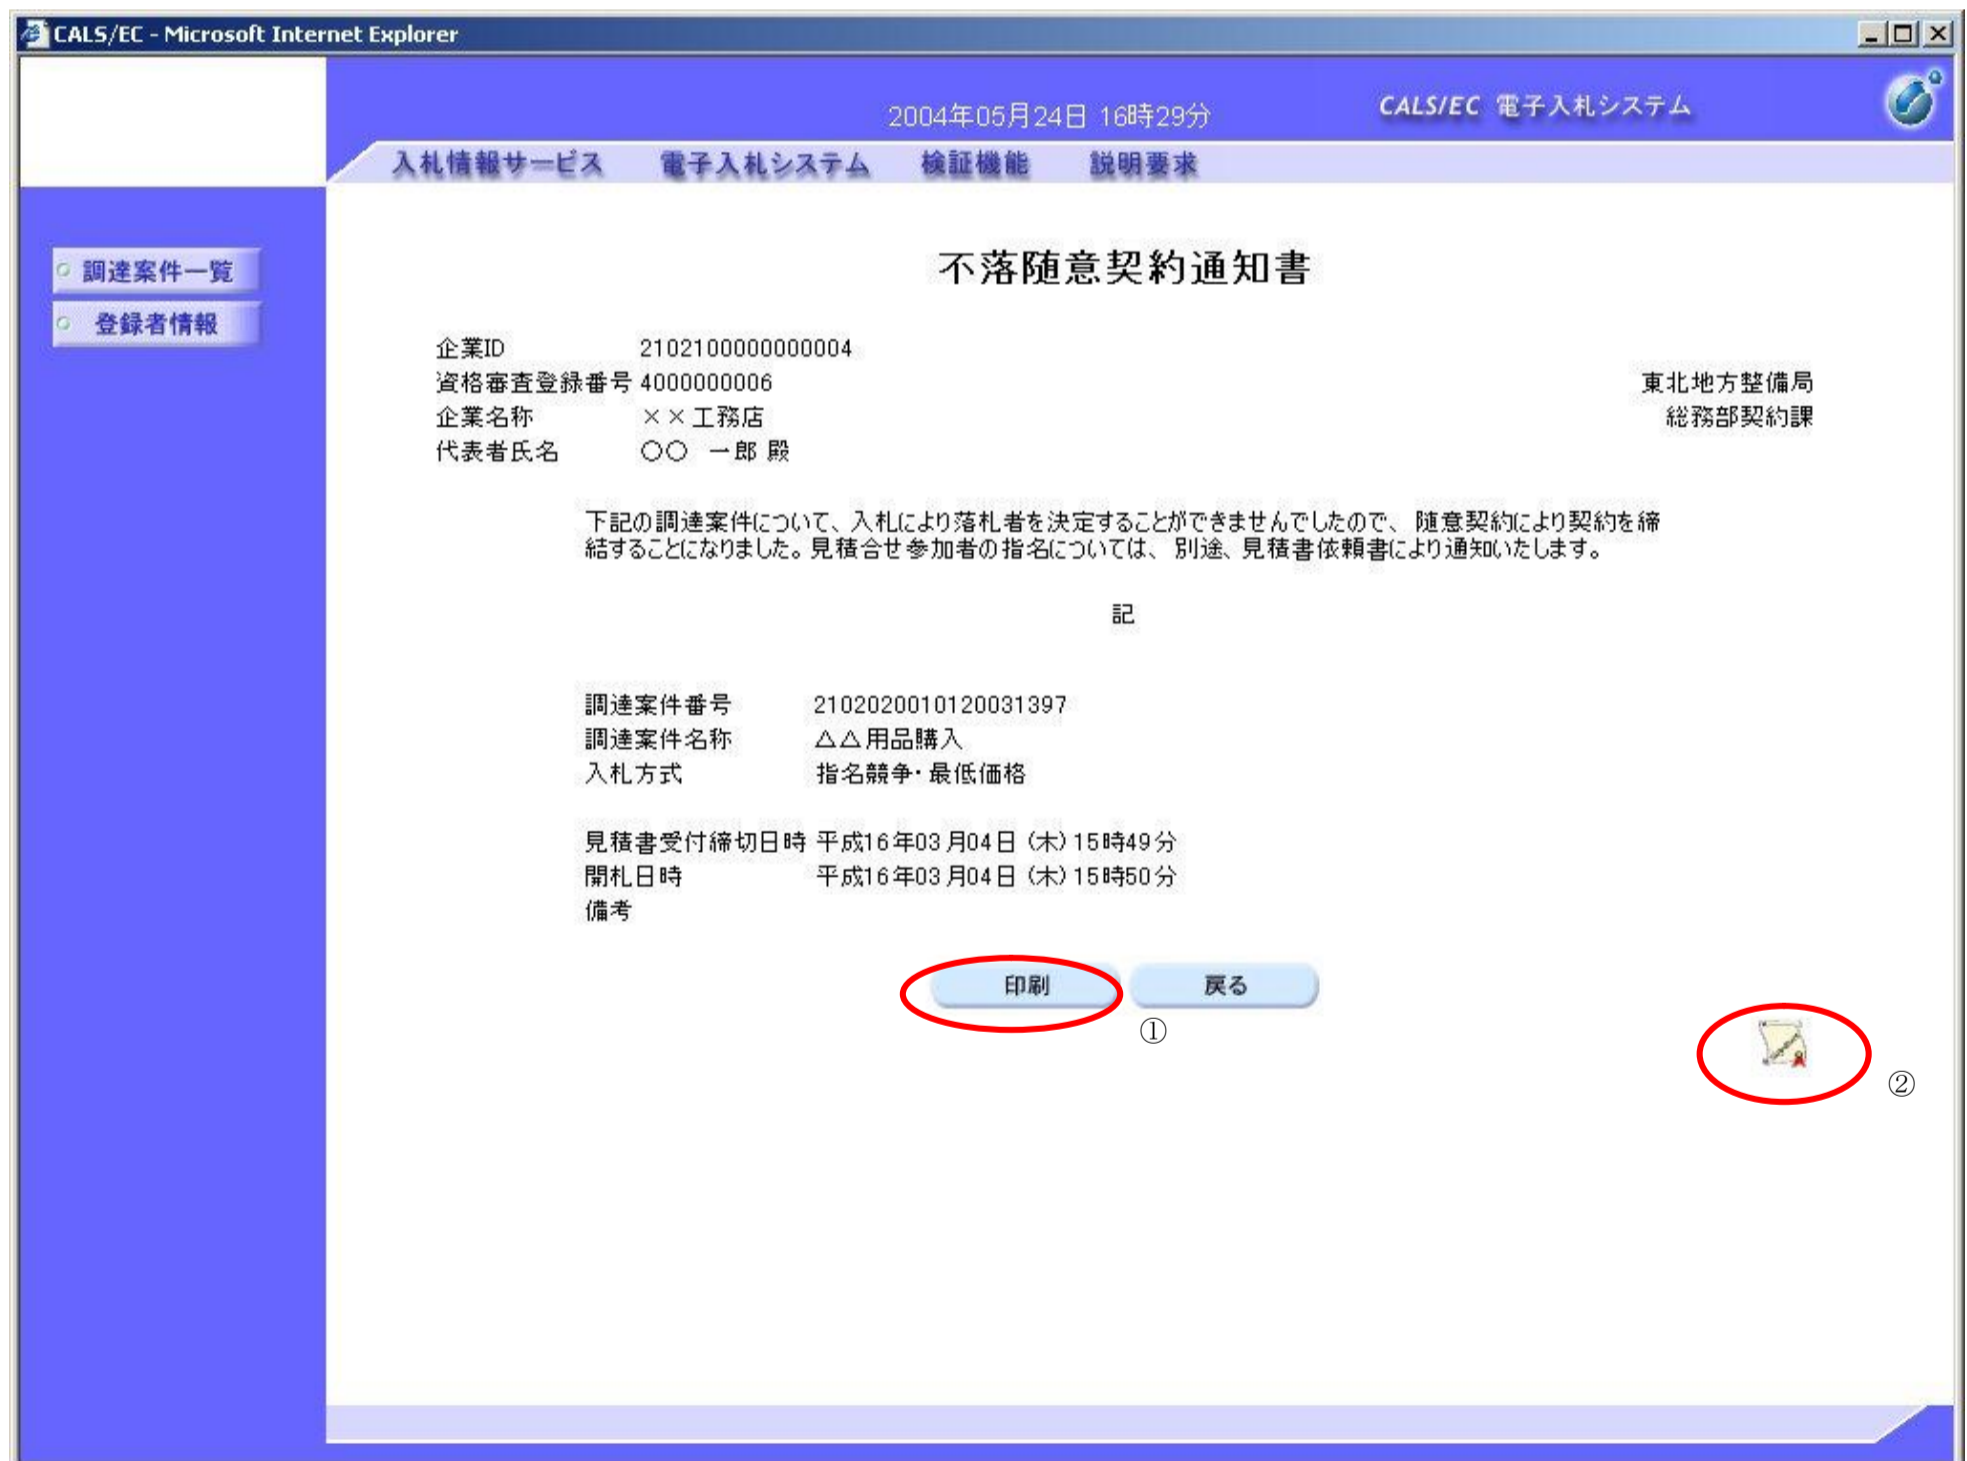 CALS/EC - Microsoft Internet Explorer
2004年05月24日 16時29分
CALS/EC 電子入札システム
入札情報サービス 電子入札システム 検証機能 説明要求
調達案件一覧
登録者情報
不落随意契約通知書
企業ID 2102100000000004
資格審査登録番号 4000000006
東北地方整備局
企業名称 ××工務店
総務部契約課
代表者氏名 〇〇 一郎 殿
下記の調達案件について、入札により落札者を決定することができませんでしたので、随意契約により契約を締
結することになりました。見積合せ参加者の指名については、別途、見積書依頼書により通知いたします。
記
調達案件番号 2102020010120031397
調達案件名称 △△用品購入
入札方式 指名競争・最低価格
見積書受付締切日時 平成16年03月04日（木）15時49分
開札日時 平成16年03月04日（木）15時50分
備考
印刷 戻る
①
②